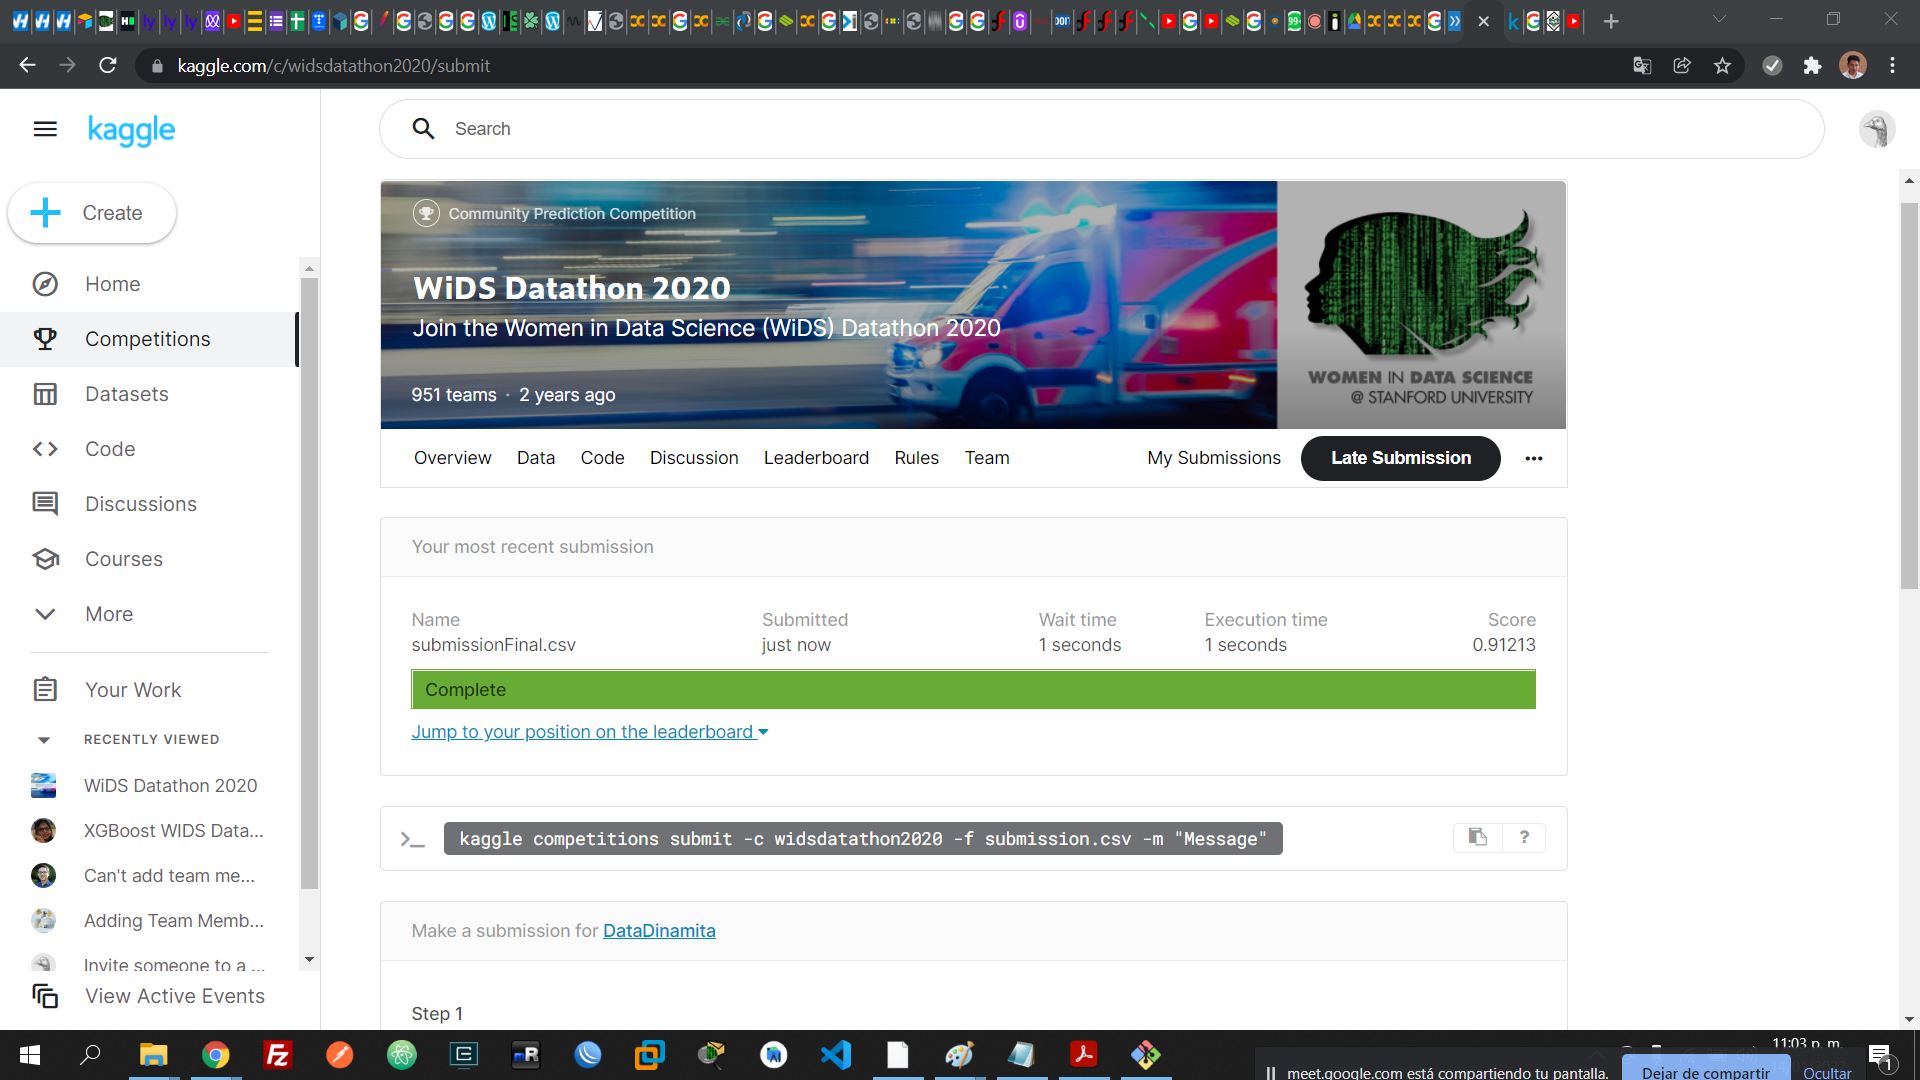 kaggle.com/c/widsdatathon2020/submit
kaggle
Search
Create
Home
Competitions
Datasets
Code
Discussions
Courses
More
Your Work
RECENTLY VIEWED
WiDS Datathon 2020
XGBoost WIDS Data...
Can't add team me...
Adding Team Memb...
Invite someone to a ...
View Active Events
Community Prediction Competition
WiDS Datathon 2020
Join the Women in Data Science (WiDS) Datathon 2020
951 teams · 2 years ago
WOMEN IN DATA SCIENCE
@ STANFORD UNIVERSITY
Overview Data Code Discussion Leaderboard Rules Team My Submissions Late Submission
Your most recent submission
Name Submitted Wait time Execution time Score
submissionFinal.csv just now 1 seconds 1 seconds 0.91213
Complete
Jump to your position on the leaderboard
kaggle competitions submit -c widsdatathon2020 -f submission.csv -m "Message"
?
Make a submission for DataDinamita
Step 1
11:03 p. m.
meet.google.com está compartiendo tu pantalla. Dejar de compartir Ocultar
1